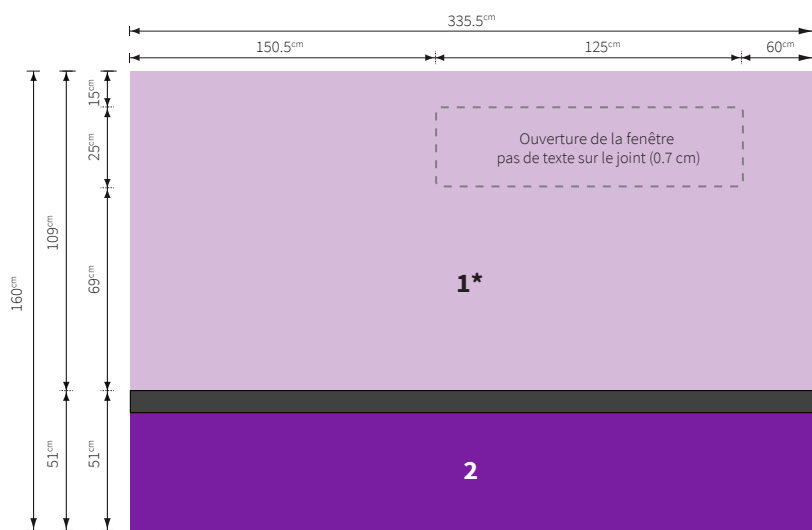 335.5cm
150.5cm
125cm
60cm
15cm
25cm
Ouverture de la fenêtre
pas de texte sur le joint (0.7 cm)
109cm
69cm
160cm
1*
51cm
51cm
2